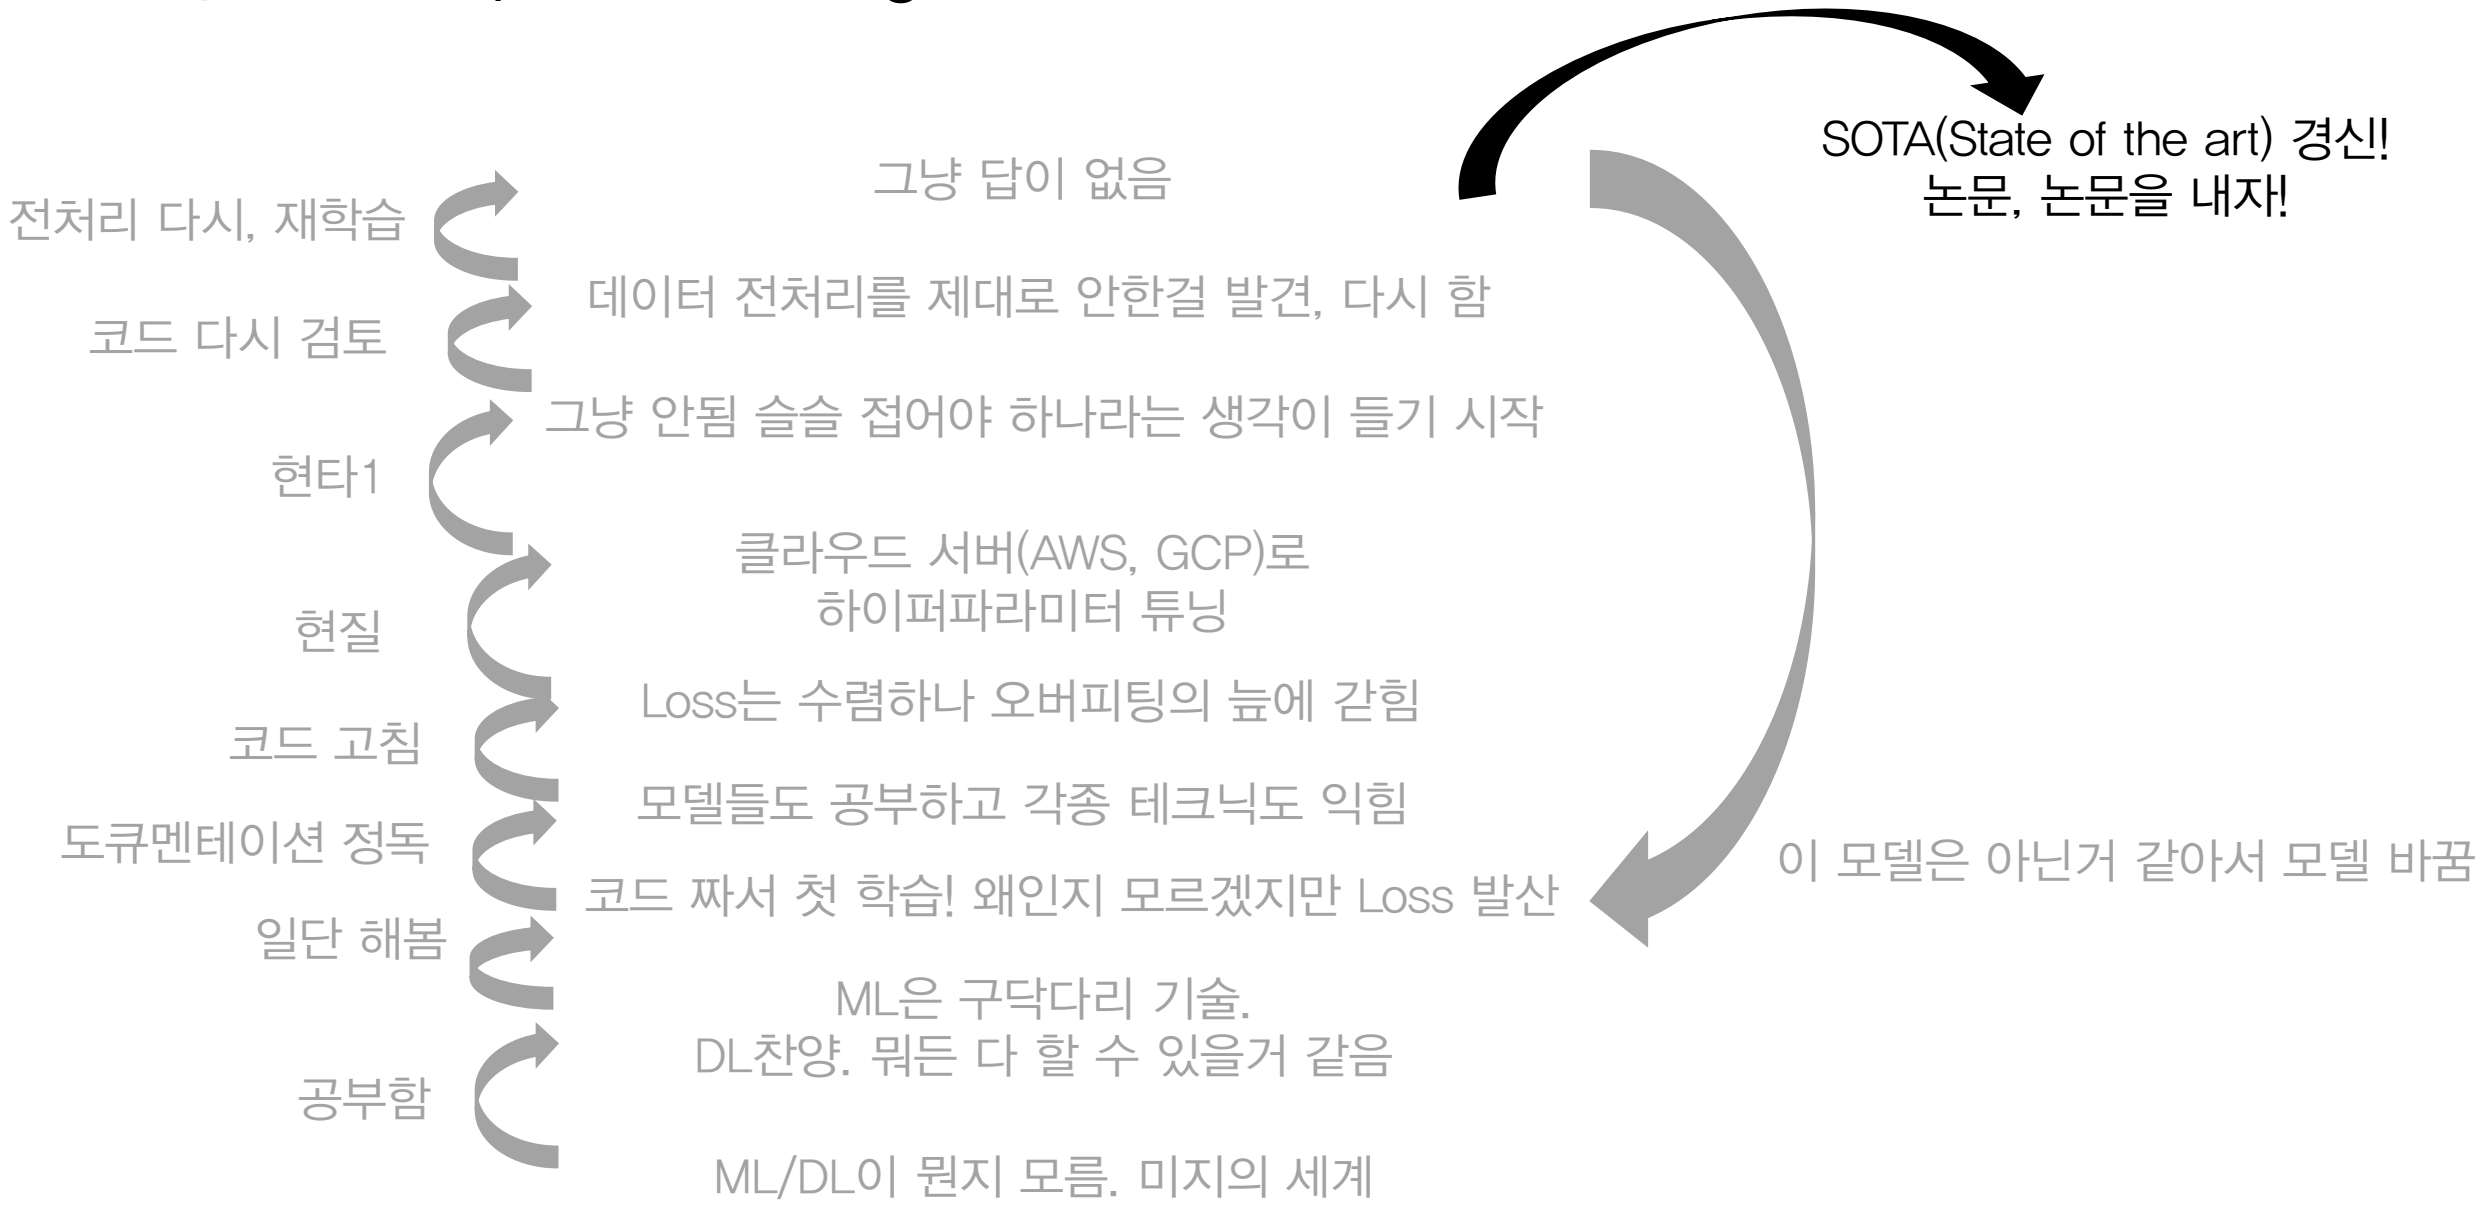 SOTA(State of the art) 경신!
논문, 논문을 내자!
그냥 답이 없음
전처리 다시, 재학습
데이터 전처리를 제대로 안한걸 발견, 다시 함
코드 다시 검토
그냥 안됨 슬슬 접어야 하나라는 생각이 들기 시작
현타1
클라우드 서버(AWS, GCP)로
하이퍼파라미터 튜닝
현질
Loss는 수렴하나 오버피팅의 늪에 갇힘
코드 고침
모델들도 공부하고 각종 테크닉도 익힘
도큐멘테이션 정독
이 모델은 아닌거 같아서 모델 바꿈
코드 짜서 첫 학습! 왜인지 모르겠지만 Loss 발산
일단 해봄
ML은 구닥다리 기술.
DL찬양. 뭐든 다 할 수 있을거 같음
공부함
ML/DL이 뭔지 모름. 미지의 세계